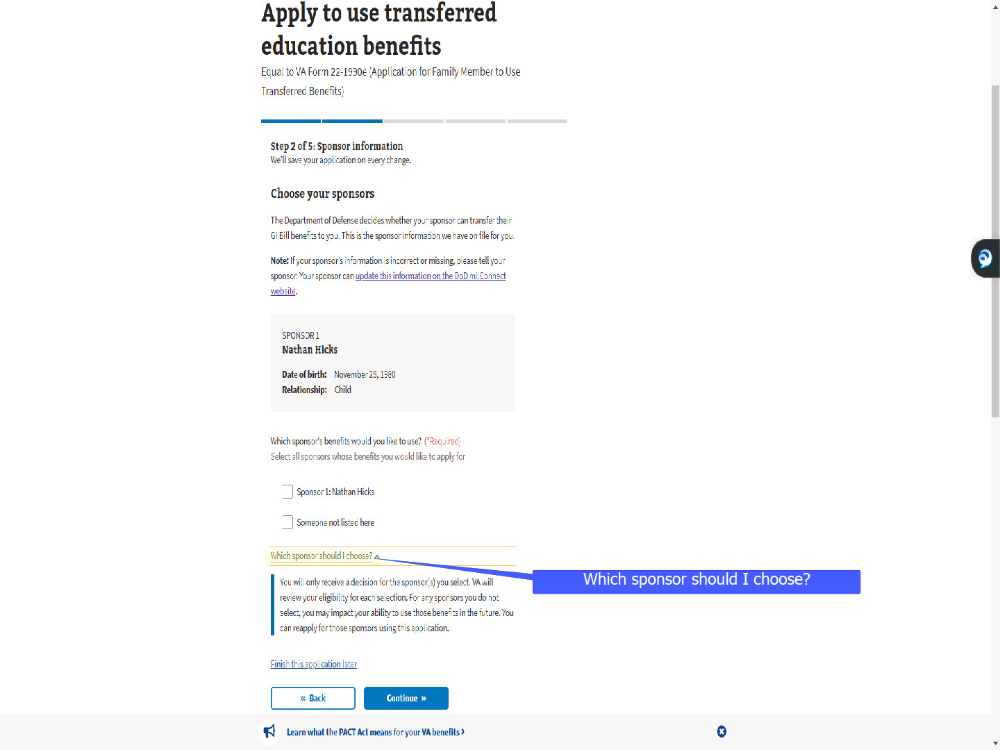 Apply to use transferred
education benefits
Equal to VA Form 22-1990e (Application for Family Member to Use
Transferred Benefits)
Step 2 of 5: Sponsor information
We'll save your application on every change.
Choose your sponsors
The Department of Defense decides whether your sponsor can transfer their
GI Bill benefits to you. This is the sponsor information we have on file for you.
Note: If your sponsor's information is incorrect or missing, please tell your
sponsor. Your sponsor can update this information on the DoD milConnect
website.
SPONSOR 1
Nathan Hicks
Date of birth: November 25, 1980
Relationship: Child
Which sponsor's benefits would you like to use? (*Required)
Select all sponsors whose benefits you would like to apply for
Sponsor 1: Nathan Hicks
Someone not listed here
Which sponsor should I choose?
Which sponsor should I choose?
You will only receive a decision for the sponsor(s) you select. VA will
review your eligibility for each selection. For any sponsors you do not
select, you may impact your ability to use those benefits in the future. You
can reapply for those sponsors using this application.
Finish this application later
« Back
Continue »
Learn what the PACT Act means for your VA benefits ›